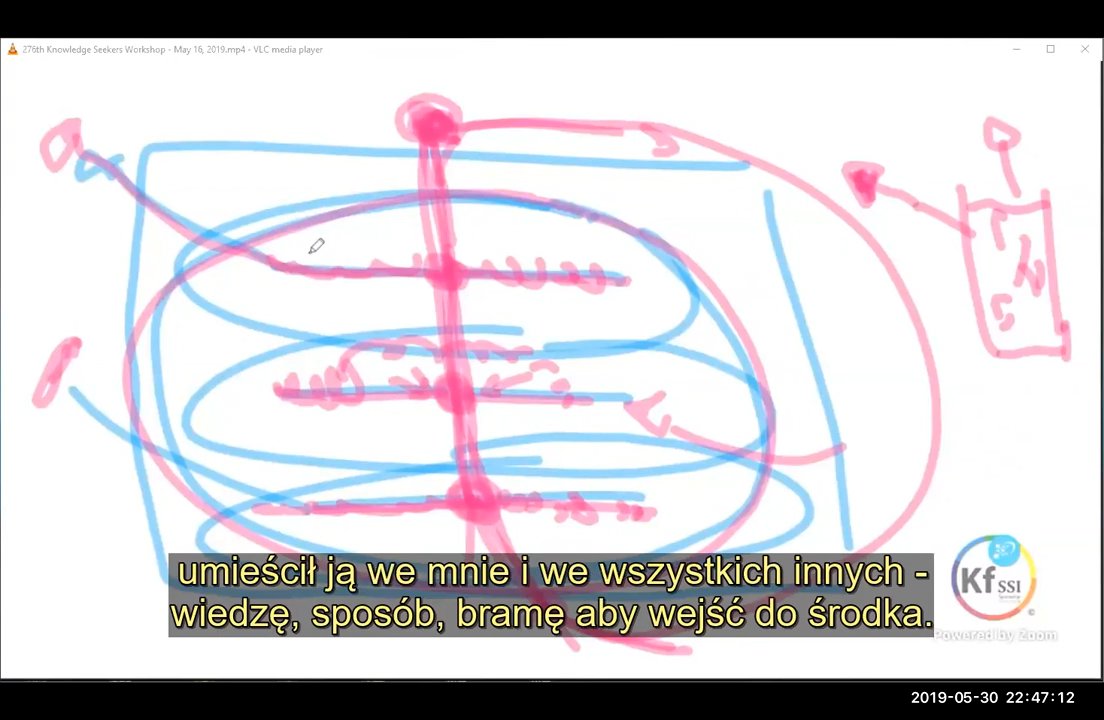 276th Knowledge Seekers Workshop - May 16, 2019.mp4 - VLC media player
umieścił ją we mnie i we wszystkich innych -
wiedzę, sposób, bramę aby wejść do środka.
Kf SSI
Powered by Zoom
2019-05-30 22:47:12